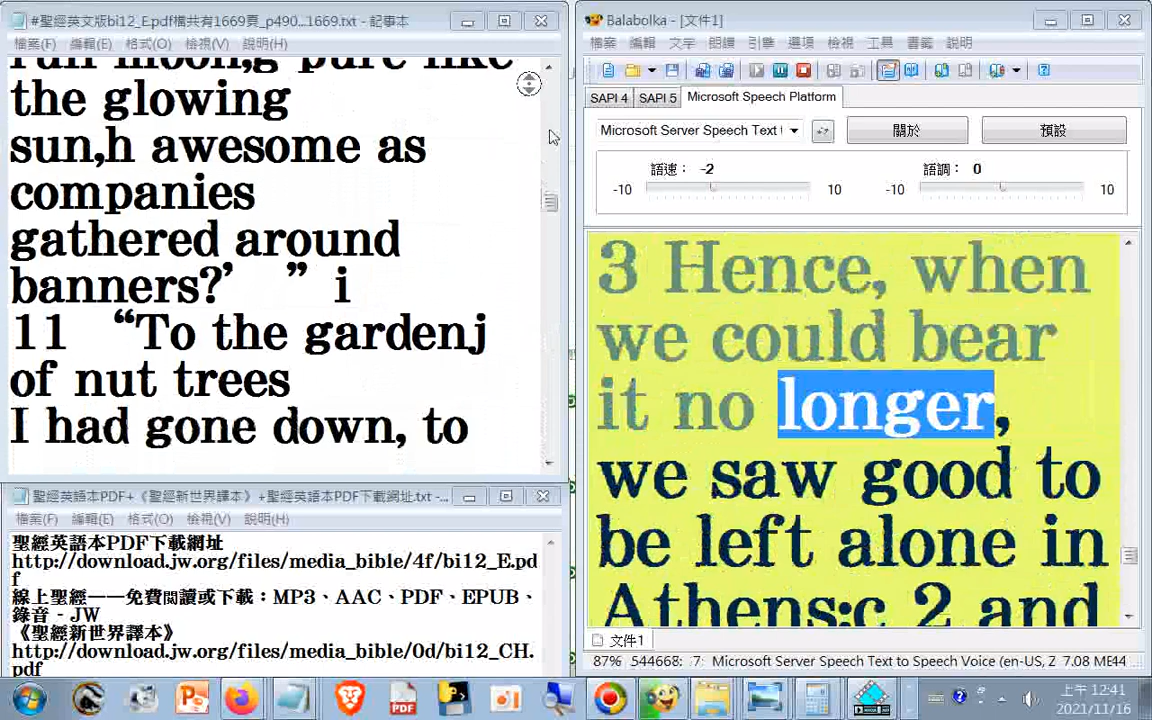 #聖經英文版bi12_Epdf檔共有1669頁_p490...1669.txt - 記事本
檔案(F) 編輯(E) 格式(O) 檢視(V) 說明(H)
full moon,g pure like
the glowing
sun,h awesome as
companies
gathered around
banners?’ ” i
11 “To the gardenj
of nut trees
I had gone down, to
聖經英語本PDF+《聖經新世界譯本》+聖經英語本PDF下載網址.txt -...
檔案(F) 編輯(E) 格式(O) 檢視(V) 說明(H)
聖經英語本PDF下載網址
http://download.jw.org/files/media_bible/4f/bi12_E.pd
f
線上聖經——免費閱讀或下載：MP3、AAC、PDF、EPUB、
錄音 - JW
《聖經新世界譯本》
http://download.jw.org/files/media_bible/0d/bi12_CH.
pdf
Balabolka - [文件1]
檔案 編輯 文字 朗讀 引擎 選項 檢視 工具 書籤 說明
SAPI 4 SAPI 5 Microsoft Speech Platform
Microsoft Server Speech Text 關於 預設
語速： -2 語調： 0
-10 10 -10 10
3 Hence, when
we could bear
it no longer,
we saw good to
be left alone in
Athens:c 2 and
文件1
87% 544668: 7: Microsoft Server Speech Text to Speech Voice (en-US, Z 7.08 ME44
上午 12:41
2021/11/16